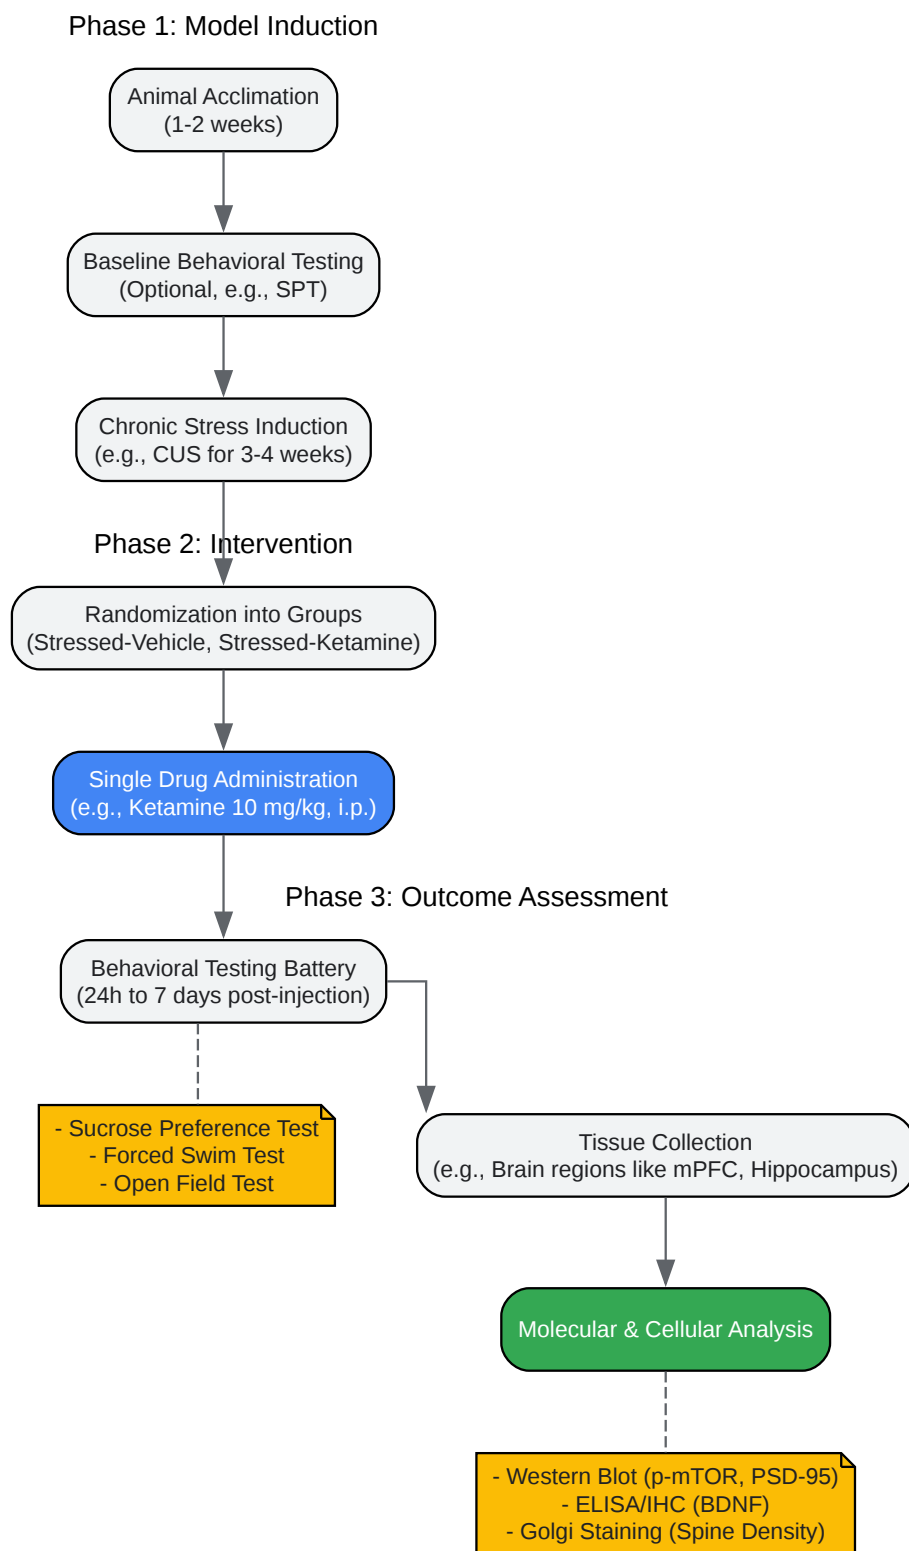 Phase 1: Model Induction
Animal Acclimation
(1-2 weeks)
Baseline Behavioral Testing
(Optional, e.g., SPT)
Chronic Stress Induction
(e.g., CUS for 3-4 weeks)
Phase 2: Intervention
Randomization into Groups
(Stressed-Vehicle, Stressed-Ketamine)
Single Drug Administration
(e.g., Ketamine 10 mg/kg, i.p.)
Phase 3: Outcome Assessment
Behavioral Testing Battery
(24h to 7 days post-injection)
- Sucrose Preference Test
- Forced Swim Test
- Open Field Test
Tissue Collection
(e.g., Brain regions like mPFC, Hippocampus)
Molecular & Cellular Analysis
- Western Blot (p-mTOR, PSD-95)
- ELISA/IHC (BDNF)
- Golgi Staining (Spine Density)